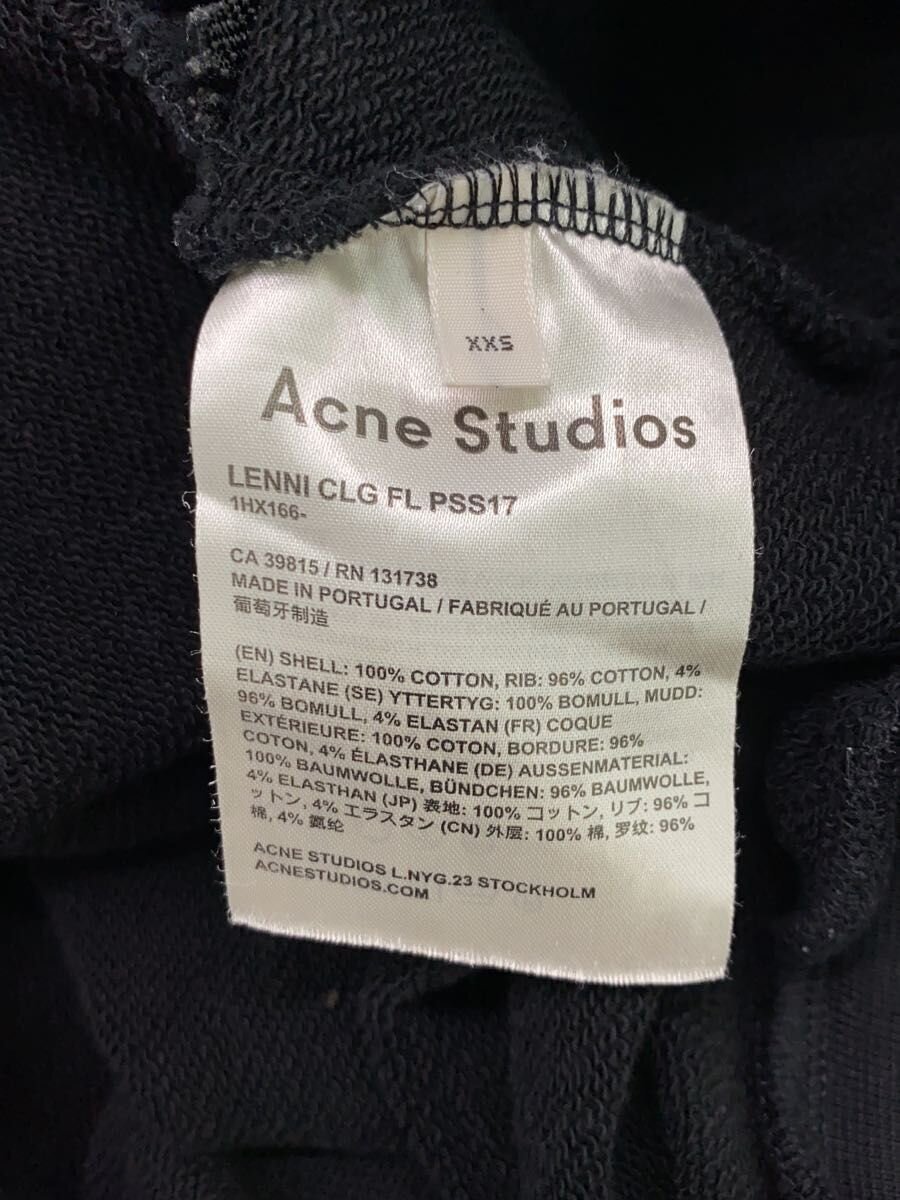 XXS
Acne Studios
LENNI CLG FL PSS17
1HX166-
CA 39815 / RN 131738
MADE IN PORTUGAL / FABRIQUÉ AU PORTUGAL /
葡萄牙制造
(EN) SHELL: 100% COTTON, RIB: 96% COTTON, 4%
ELASTANE (SE) YTTERTYG: 100% BOMULL, MUDD:
96% BOMULL, 4% ELASTAN (FR) COQUE
EXTÉRIEURE: 100% COTON, BORDURE: 96%
COTON, 4% ÉLASTHANE (DE) AUSSENMATERIAL:
100% BAUMWOLLE, BÜNDCHEN: 96% BAUMWOLLE,
4% ELASTHAN (JP) 表地: 100% コットン, リブ: 96% コ
ットン, 4% エラスタン (CN) 外层: 100% 棉, 罗纹: 96%
棉, 4% 氨纶
ACNE STUDIOS L.NYG.23 STOCKHOLM
ACNESTUDIOS.COM